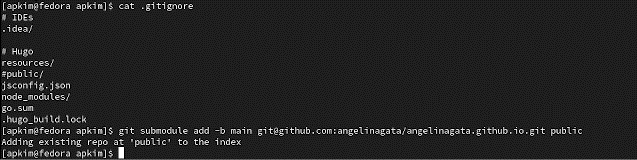 [apkim@fedora apkim]$ cat .gitignore
# IDEs
.idea/
# Hugo
resources/
#public/
jsconfig.json
node_modules/
go.sum
.hugo_build.lock
[apkim@fedora apkim]$ git submodule add -b main git@github.com:angelinagata/angelinagata.github.io.git public
Adding existing repo at 'public' to the index
[apkim@fedora apkim]$